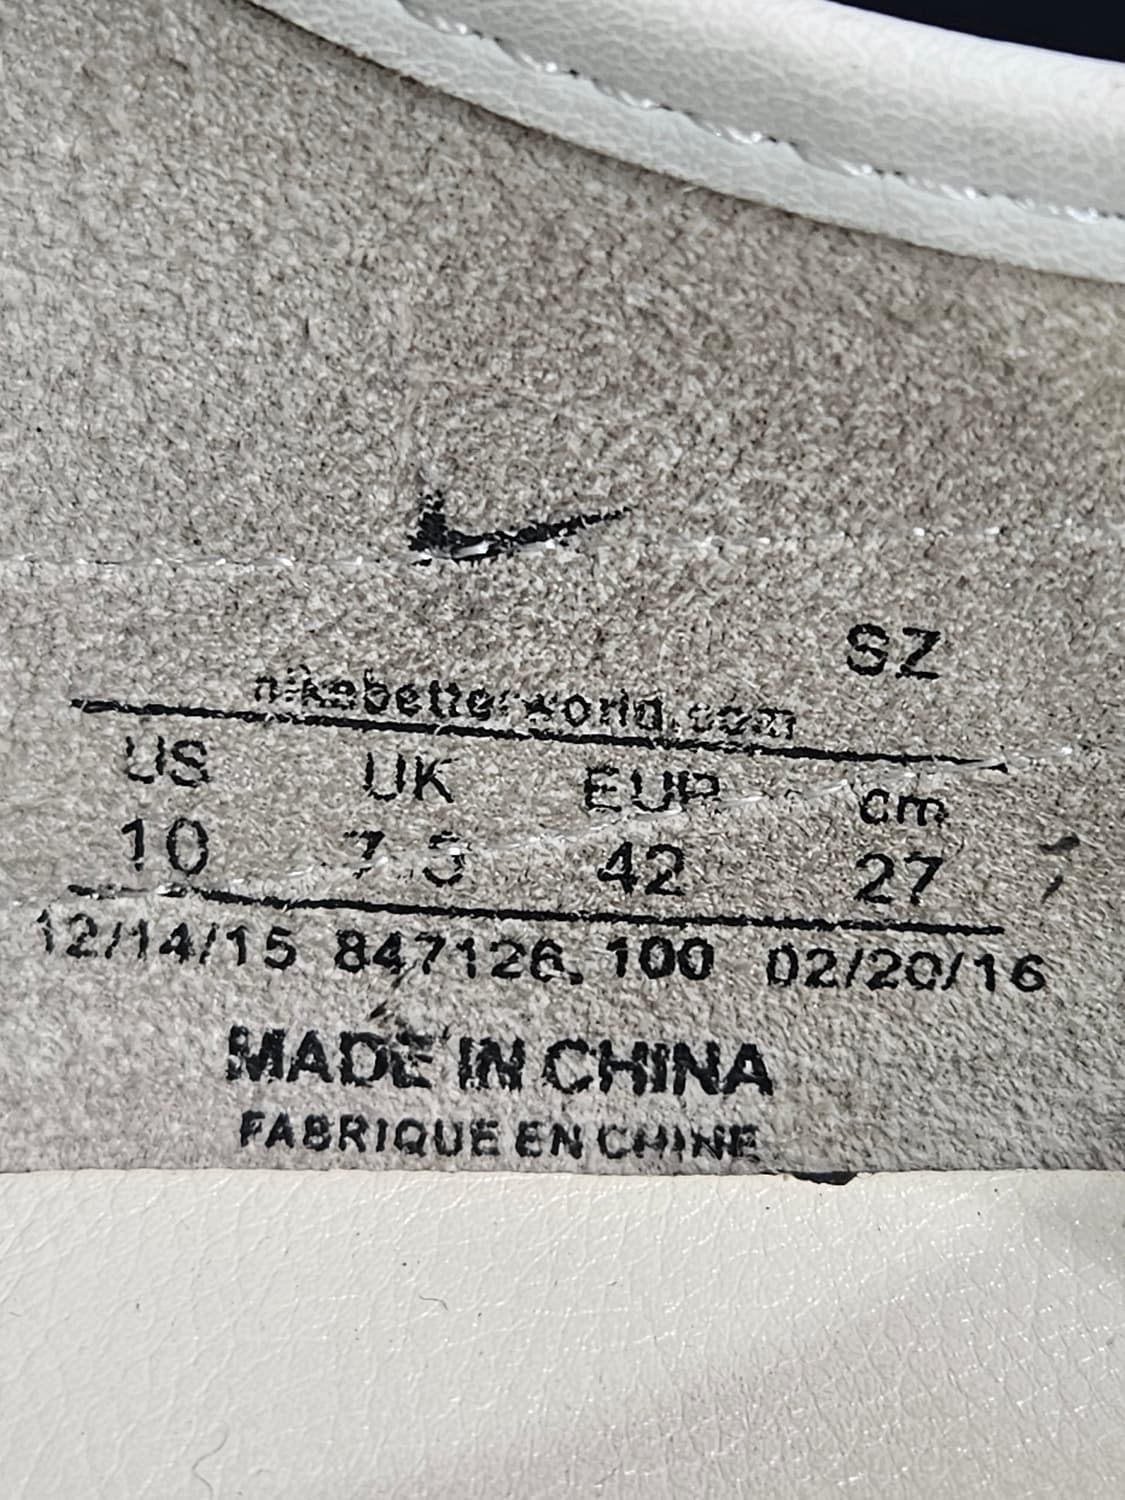 SZ
nikebetterworld.com
US UK EUR cm
10 7.5 42 27
12/14/15 847126. 100 02/20/16
MADE IN CHINA
FABRIQUE EN CHINE